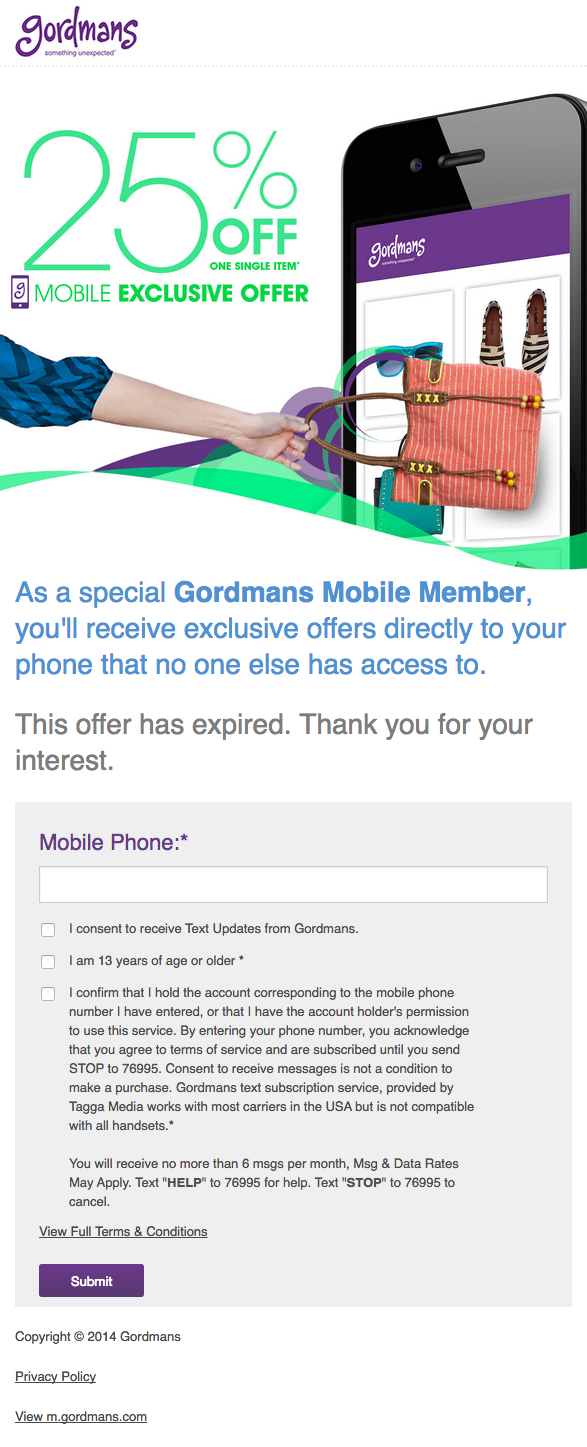 gordmans
something unexpected
25% OFF
ONE SINGLE ITEM*
MOBILE EXCLUSIVE OFFER
gordmans
something unexpected
As a special Gordmans Mobile Member,
you'll receive exclusive offers directly to your
phone that no one else has access to.
This offer has expired. Thank you for your
interest.
Mobile Phone:*
I consent to receive Text Updates from Gordmans.
I am 13 years of age or older *
I confirm that I hold the account corresponding to the mobile phone
number I have entered, or that I have the account holder's permission
to use this service. By entering your phone number, you acknowledge
that you agree to terms of service and are subscribed until you send
STOP to 76995. Consent to receive messages is not a condition to
make a purchase. Gordmans text subscription service, provided by
Tagga Media works with most carriers in the USA but is not compatible
with all handsets.*
You will receive no more than 6 msgs per month, Msg & Data Rates
May Apply. Text "HELP" to 76995 for help. Text "STOP" to 76995 to
cancel.
View Full Terms & Conditions
Submit
Copyright © 2014 Gordmans
Privacy Policy
View m.gordmans.com